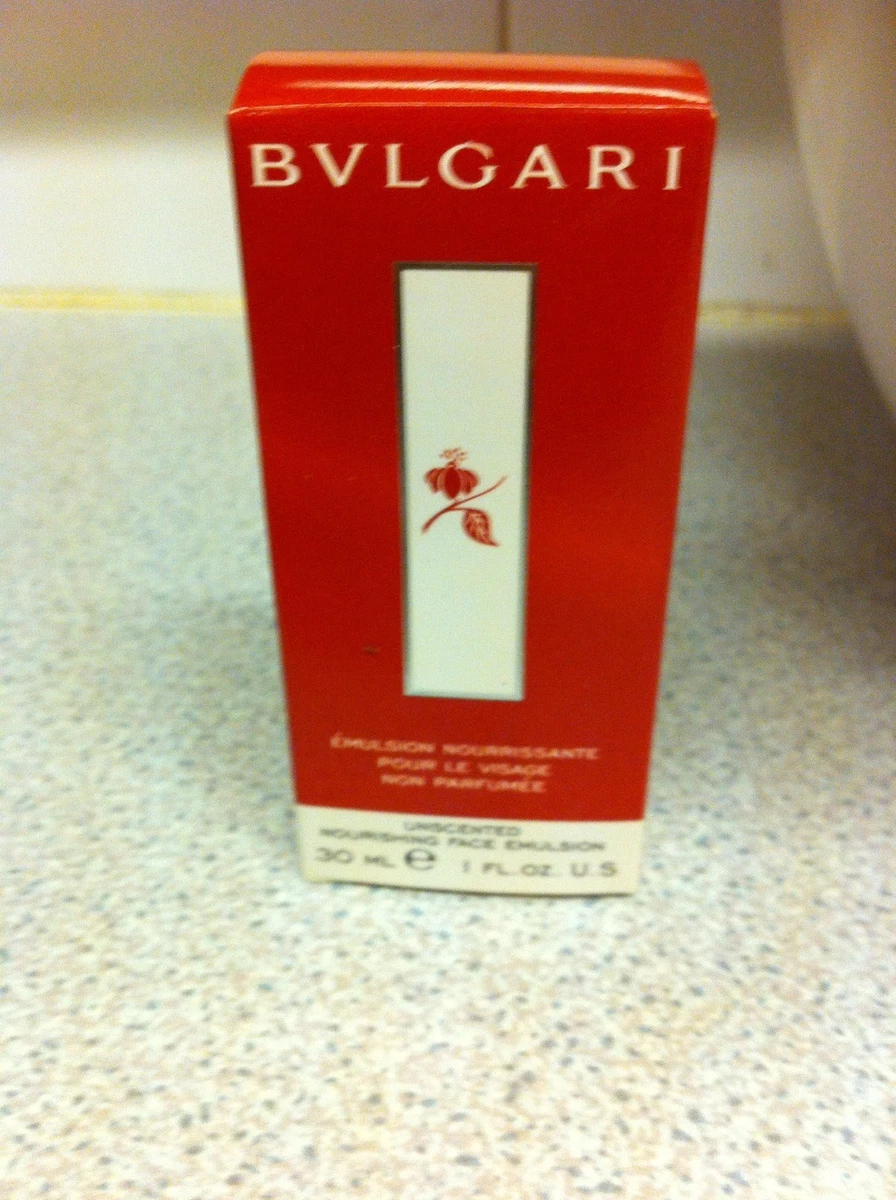 BVLGARI
ÉMULSION NOURRISSANTE
POUR LE VISAGE
NON PARFUMÉE
UNSCENTED
NOURISHING FACE EMULSION
30 ML ℮ 1 FL.OZ. U.S